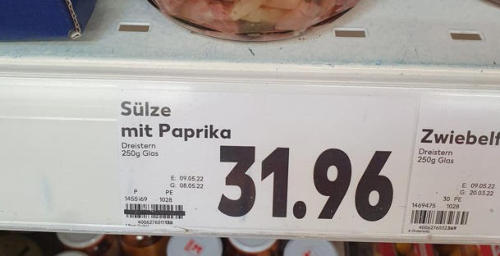 Sülze
mit Paprika
Dreistern
250g Glas
E: 09.05.22
G: 08.05.22
P PE
1455169 1028
31.96
Zwiebelf
Dreistern
250g Glas
E: 09.05.22
G: 20.03.22
30 PE
1469475 1028